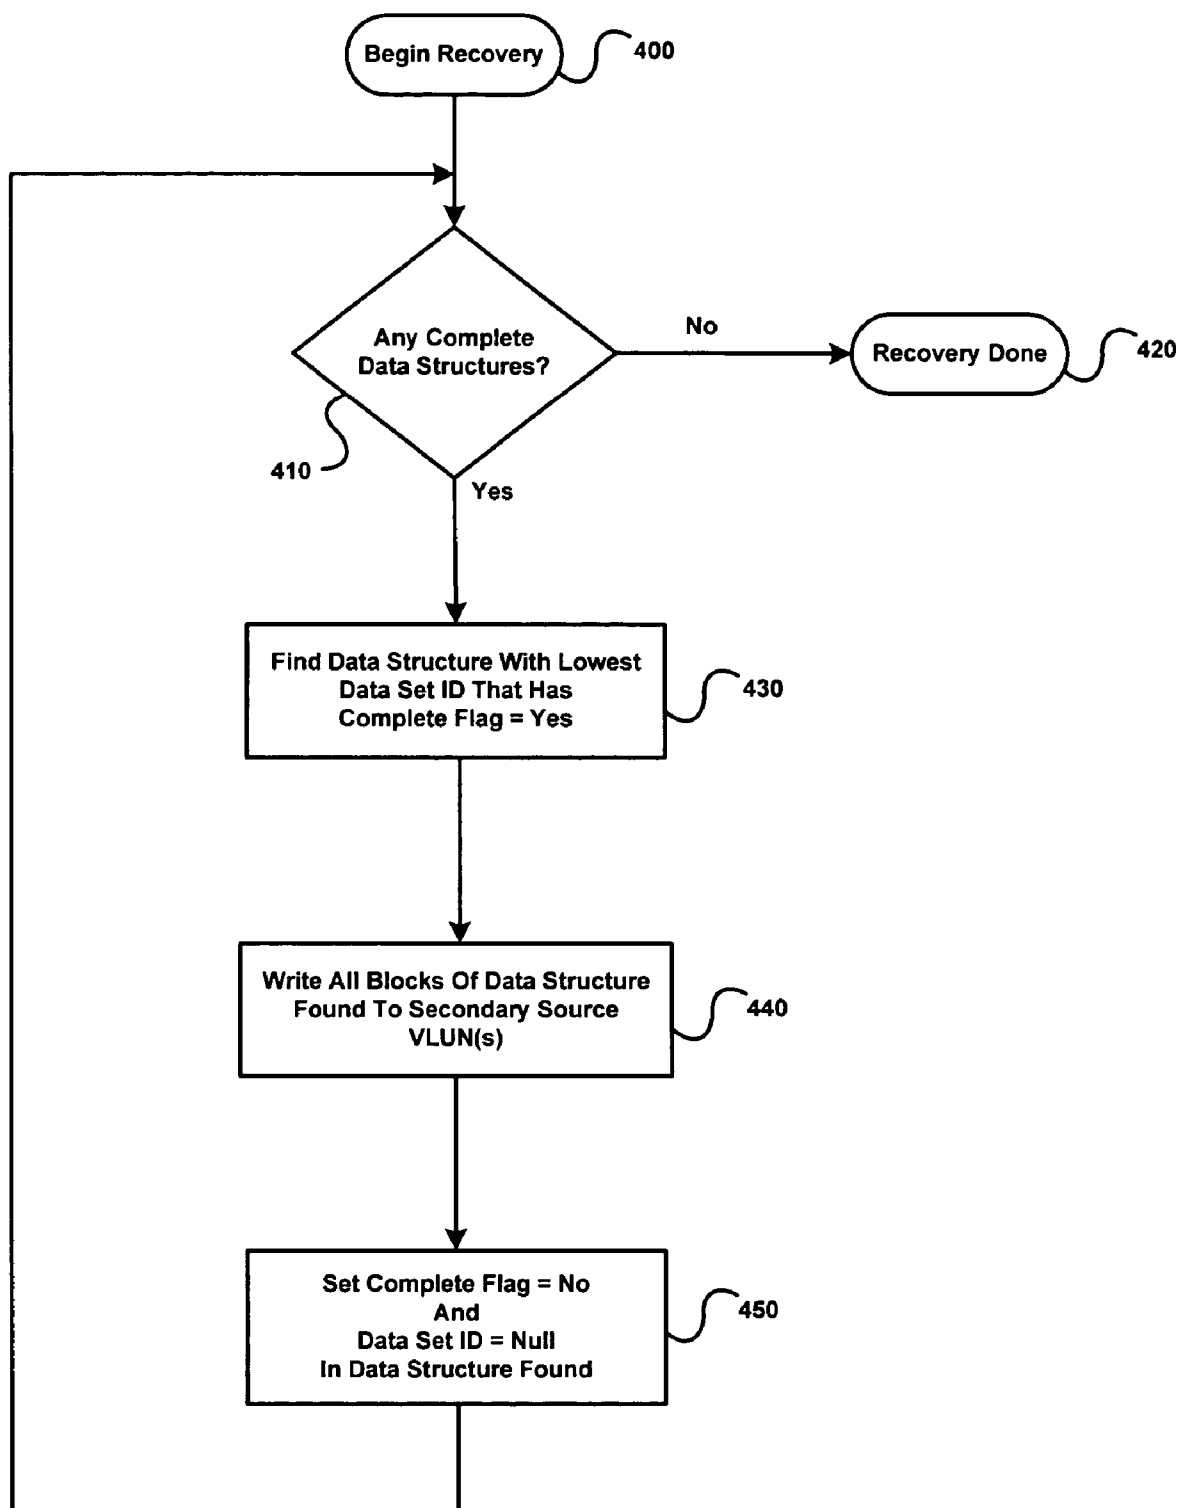 Begin Recovery
400
Any Complete
Data Structures?
No
Recovery Done
420
410
Yes
Find Data Structure With Lowest
Data Set ID That Has
Complete Flag = Yes
430
Write All Blocks Of Data Structure
Found To Secondary Source
VLUN(s)
440
Set Complete Flag = No
And
Data Set ID = Null
In Data Structure Found
450